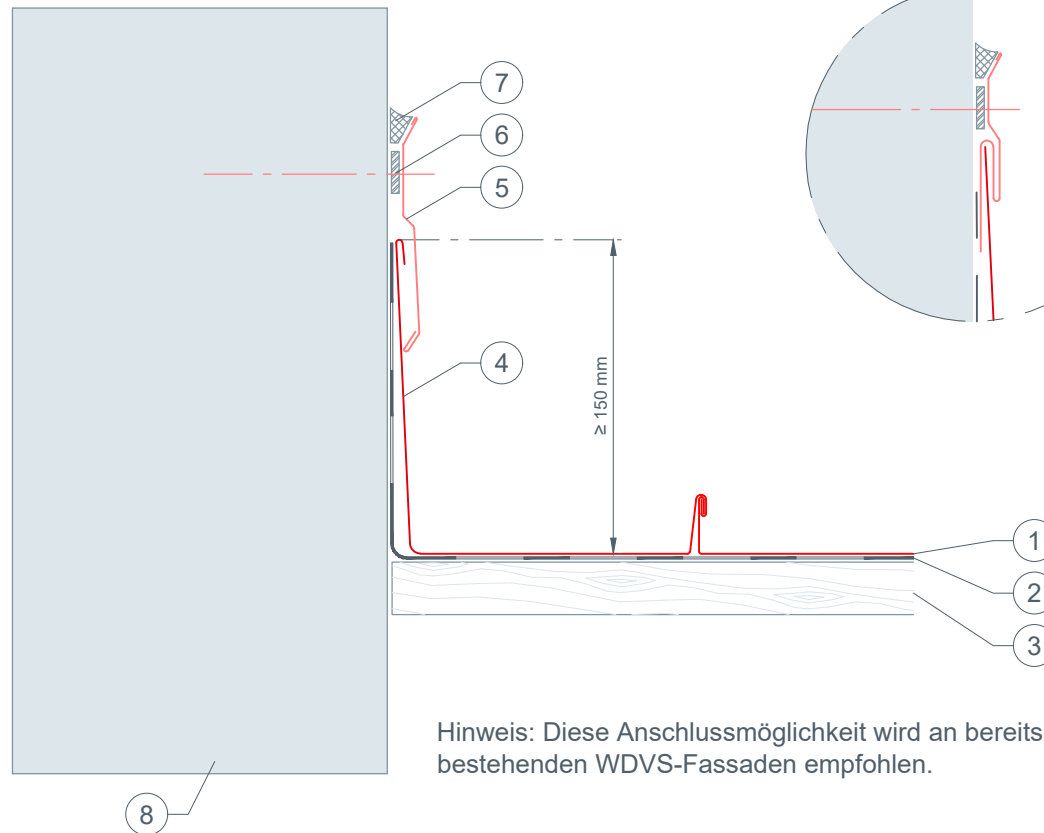 7
6
5
4
≥ 150 mm
1
2
3
Hinweis: Diese Anschlussmöglichkeit wird an bereits
bestehenden WDVS-Fassaden empfohlen.
8